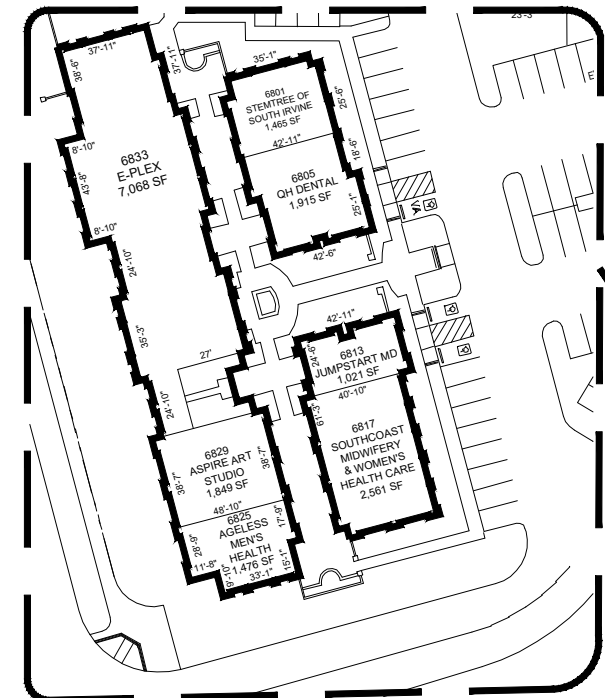 23'-3"
37'-11"
38'-6"
37'-11"
6833
E-PLEX
7,068 SF
8'-10"
43'-6"
8'-10"
24'-10"
35'-3"
24'-10"
27'
35'-1"
6801
STEMTREE OF
SOUTH IRVINE
1,465 SF
25'-6"
42'-11"
18'-6"
6805
QH DENTAL
1,915 SF
25'-1"
42'-6"
VA
42'-11"
24'-6"
6813
JUMPSTART MD
1,021 SF
40'-10"
61'-3"
6817
SOUTHCOAST
MIDWIFERY
& WOMEN'S
HEALTH CARE
2,561 SF
6829
ASPIRE ART
STUDIO
1,849 SF
38'-7"
38'-7"
48'-10"
6825
AGELESS
MEN'S
HEALTH
1,476 SF
28'-9"
17'-9"
11'-8"
9'-10"
33'-1"
15'-1"